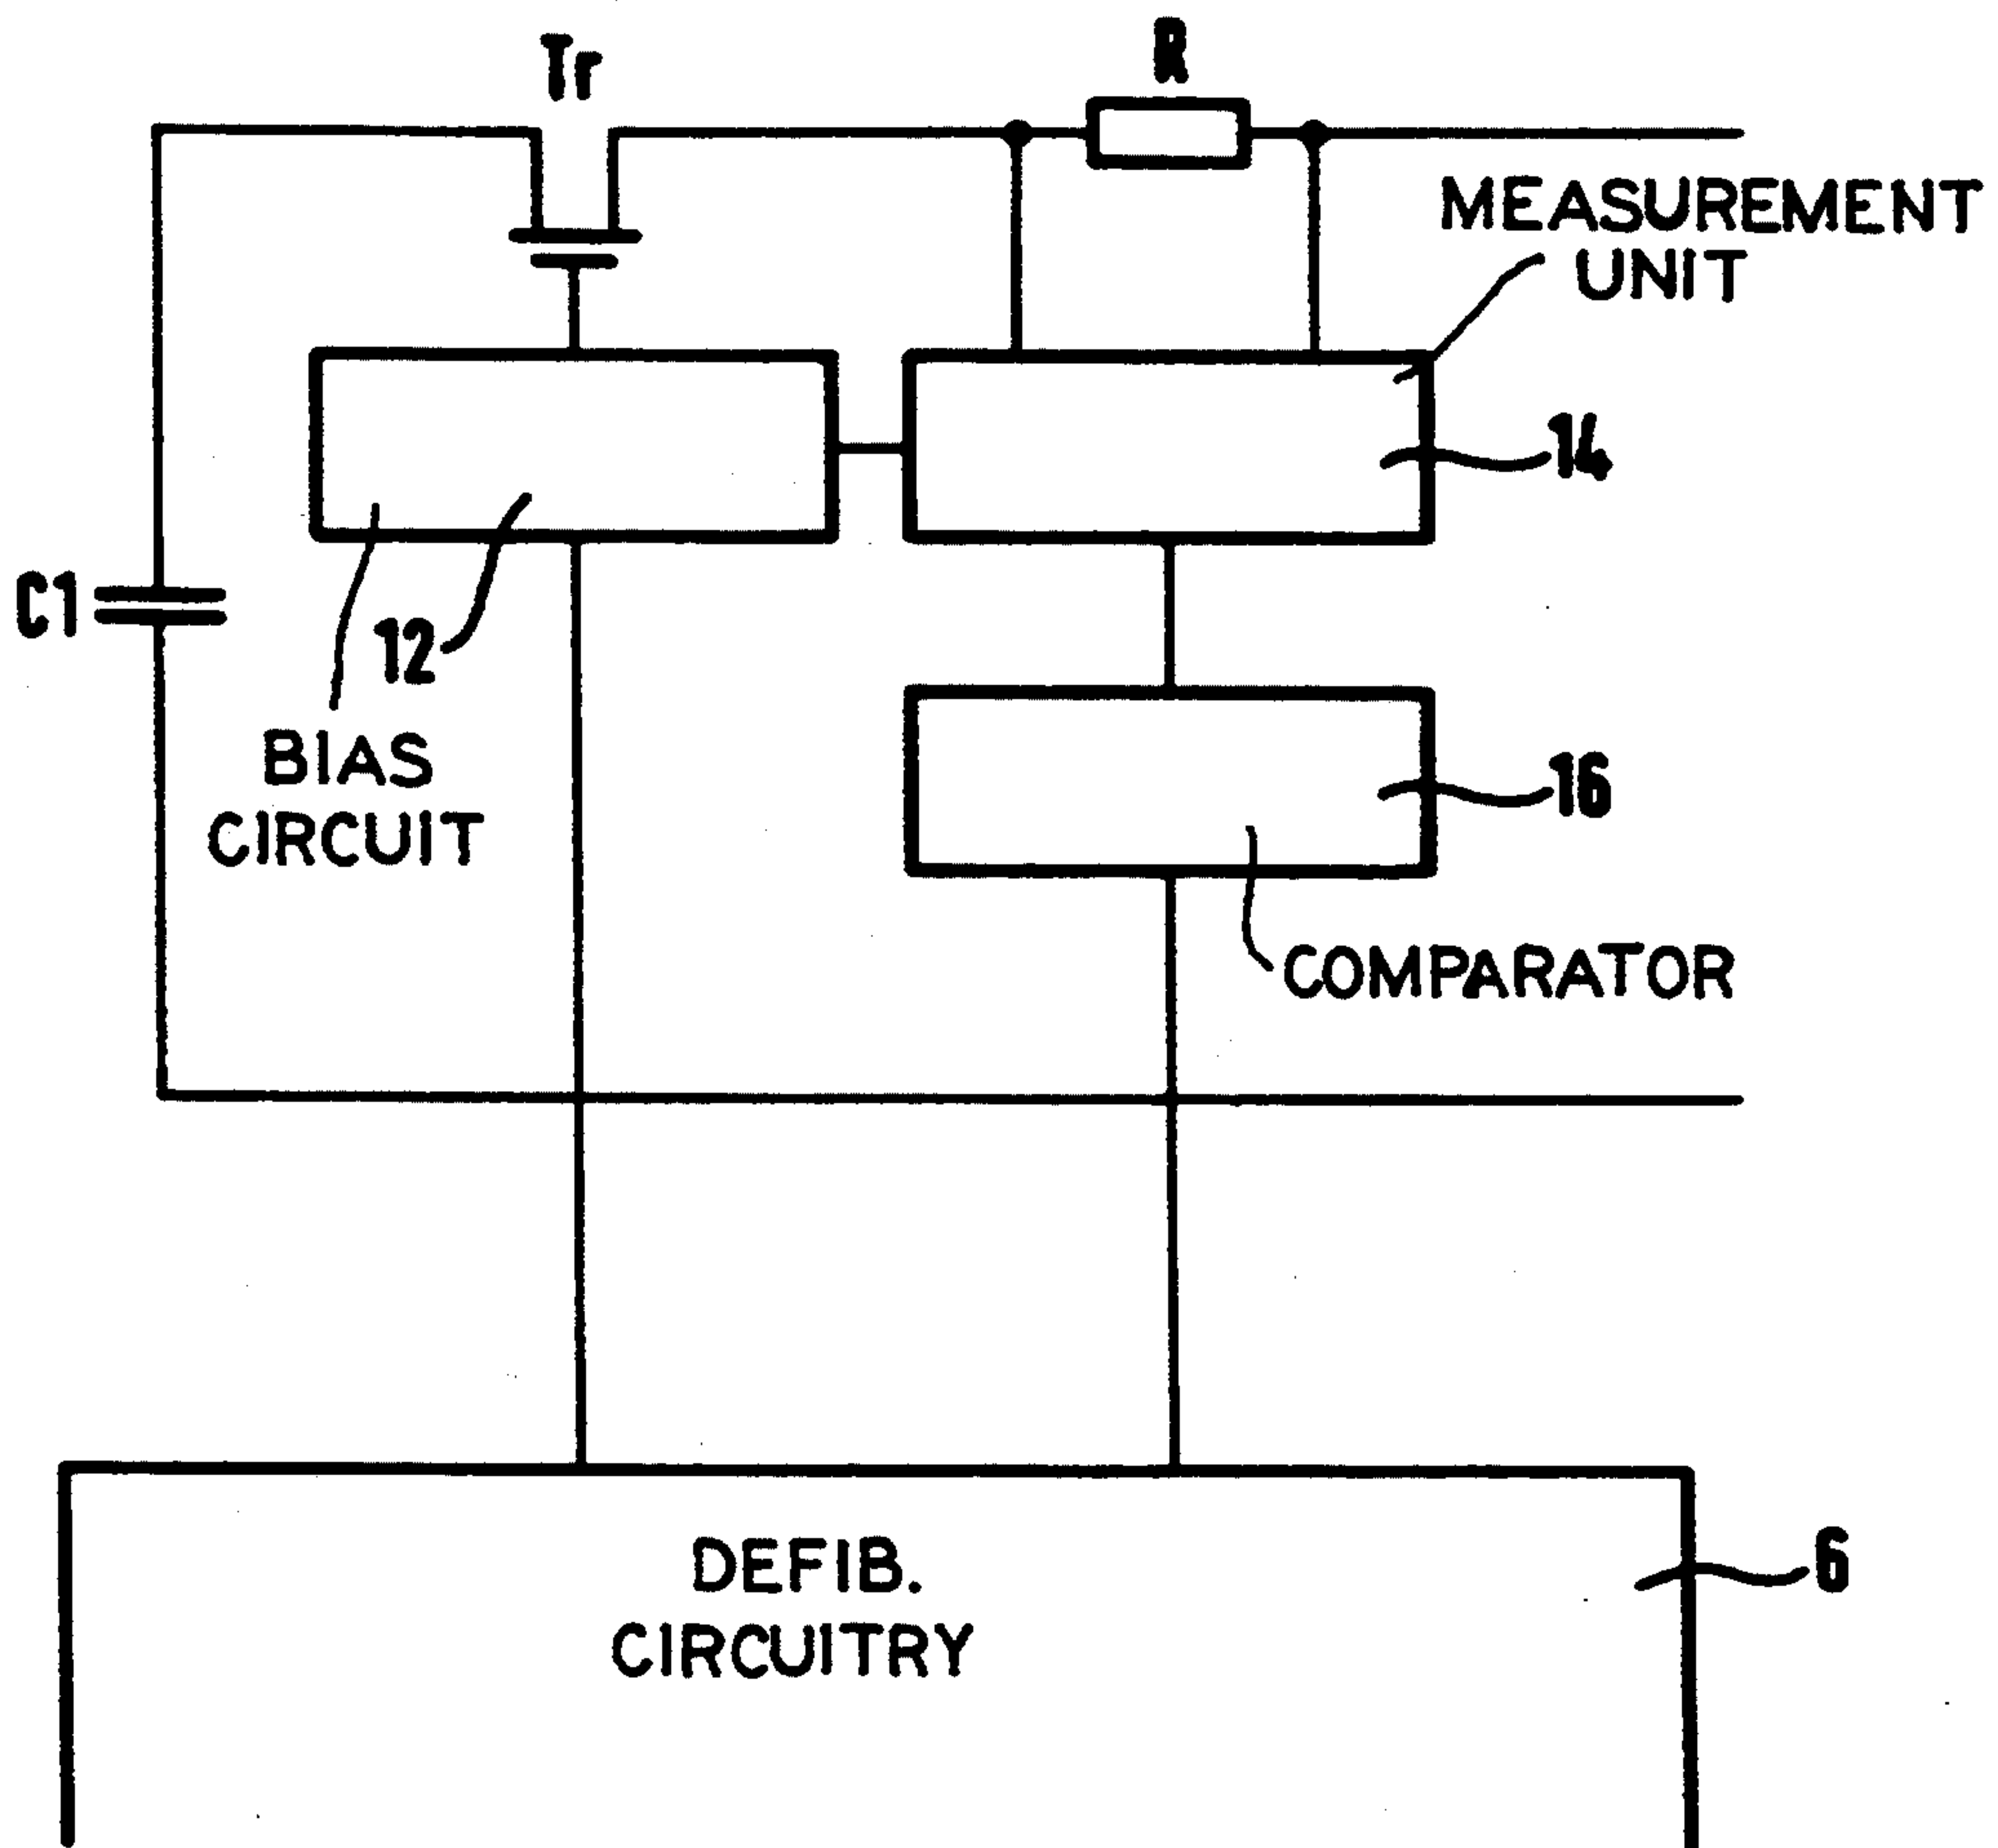 Tr
R
MEASUREMENT
UNIT
14
C1
12
BIAS
CIRCUIT
16
COMPARATOR
DEFIB.
CIRCUITRY
6